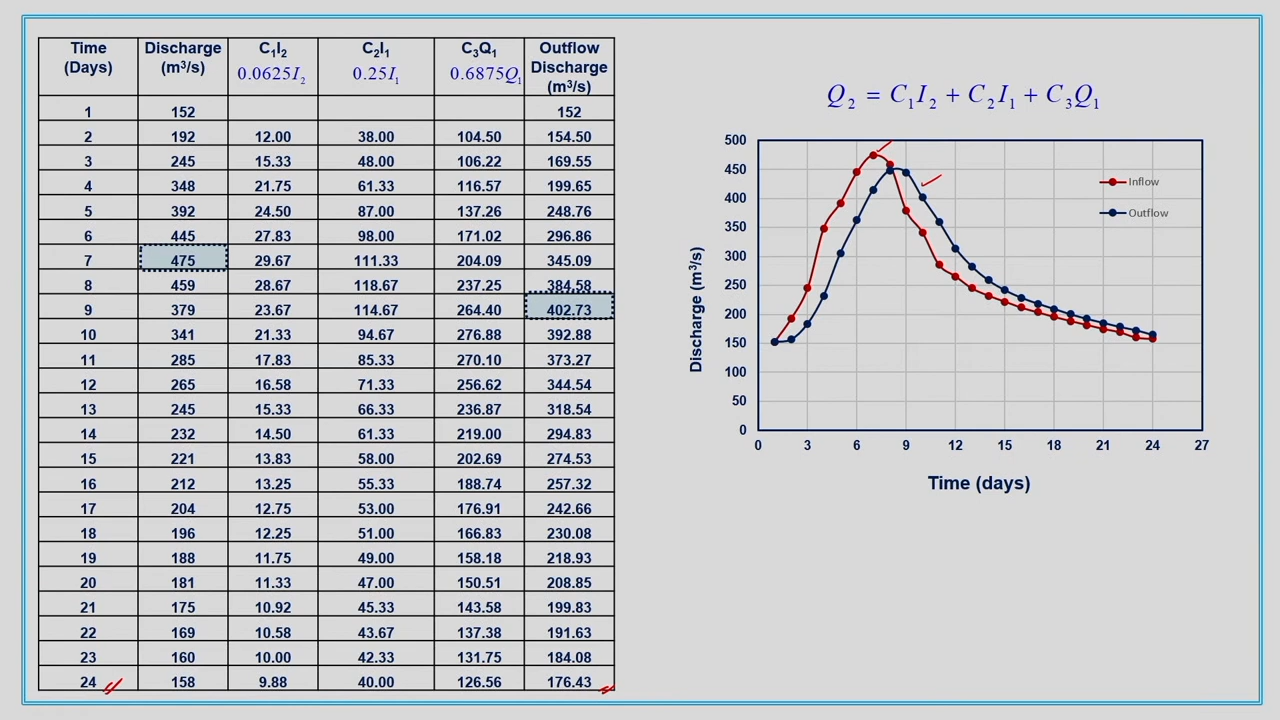 Time (Days) Discharge (m³/s) C₁I₂ 0.0625I₂ C₂I₁ 0.25I₁ C₃Q₁ 0.6875Q₁ Outflow Discharge (m³/s)
1 152 152
2 192 12.00 38.00 104.50 154.50
3 245 15.33 48.00 106.22 169.55
4 348 21.75 61.33 116.57 199.65
5 392 24.50 87.00 137.26 248.76
6 445 27.83 98.00 171.02 296.86
7 475 29.67 111.33 204.09 345.09
8 459 28.67 118.67 237.25 384.58
9 379 23.67 114.67 264.40 402.73
10 341 21.33 94.67 276.88 392.88
11 285 17.83 85.33 270.10 373.27
12 265 16.58 71.33 256.62 344.54
13 245 15.33 66.33 236.87 318.54
14 232 14.50 61.33 219.00 294.83
15 221 13.83 58.00 202.69 274.53
16 212 13.25 55.33 188.74 257.32
17 204 12.75 53.00 176.91 242.66
18 196 12.25 51.00 166.83 230.08
19 188 11.75 49.00 158.18 218.93
20 181 11.33 47.00 150.51 208.85
21 175 10.92 45.33 143.58 199.83
22 169 10.58 43.67 137.38 191.63
23 160 10.00 42.33 131.75 184.08
24 158 9.88 40.00 126.56 176.43
Q₂ = C₁I₂ + C₂I₁ + C₃Q₁
500
450
400
350
300
250
200
150
100
50
0
Discharge (m³/s)
Inflow
Outflow
0 3 6 9 12 15 18 21 24 27
Time (days)